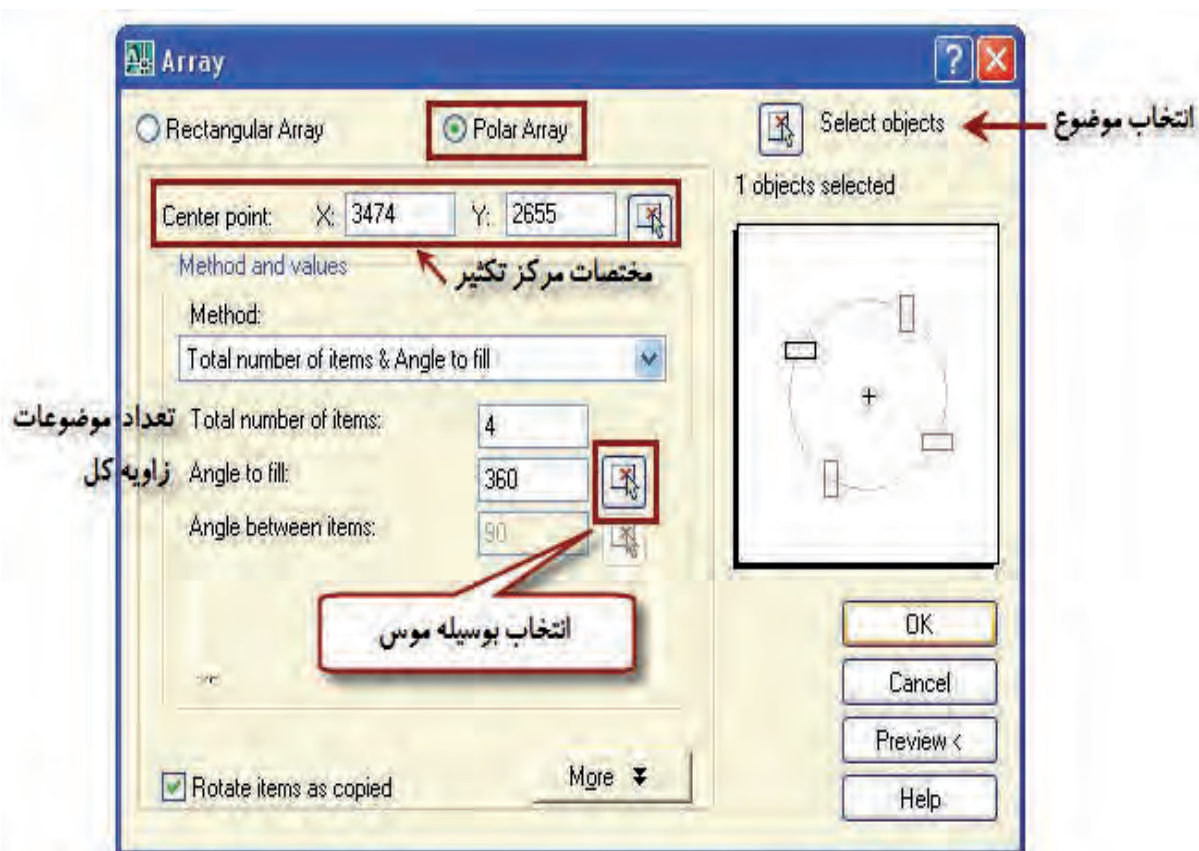 Array
Rectangular Array
Polar Array
Select objects
انتخاب موضوع
1 objects selected
Center point: X: 3474 Y: 2655
مختصات مرکز تکثیر
Method and values
Method:
Total number of items & Angle to fill
تعداد موضوعات
Total number of items: 4
زاویه کل
Angle to fill: 360
Angle between items: 90
انتخاب بوسیله موس
OK
Cancel
Preview <
Rotate items as copied
More
Help